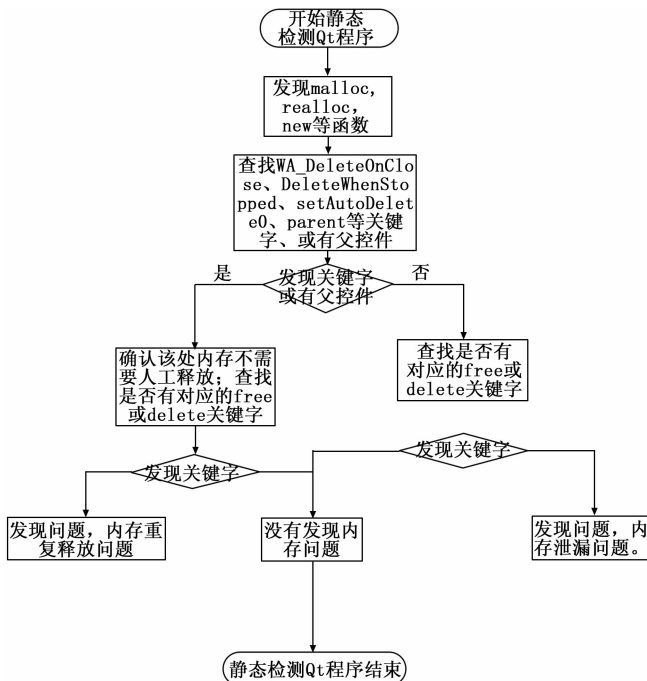 开始静态
检测Qt程序
发现malloc,
realloc,
new等函数
查找WA_DeleteOnClo
se、DeleteWhenSto
pped、setAutoDelet
e0、parent等关键
字、或有父控件
是
发现关键字
或有父控件
否
确认该处内存不需
要人工释放；查找
是否有对应的free
或delete关键字
查找是否有
对应的free或
delete关键字
发现关键字
发现关键字
发现问题，内存重
复释放问题
没有发现内
存问题
发现问题，内
存泄漏问题。
静态检测Qt程序结束